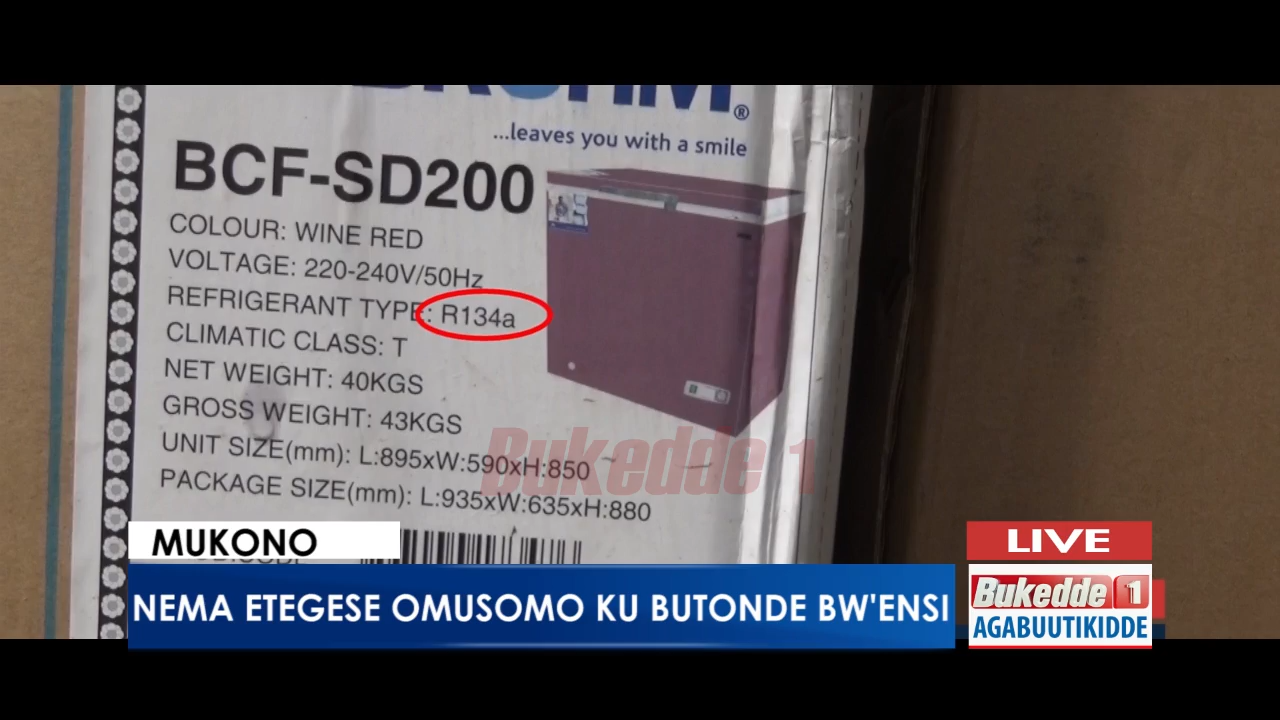 ®
...leaves you with a smile
BCF-SD200
COLOUR: WINE RED
VOLTAGE: 220-240V/50Hz
REFRIGERANT TYPE: R134a
CLIMATIC CLASS: T
NET WEIGHT: 40KGS
GROSS WEIGHT: 43KGS
UNIT SIZE(mm): L:895xW:590xH:850
PACKAGE SIZE(mm): L:935xW:635xH:880
Bukedde 1
MUKONO
NEMA ETEGESE OMUSOMO KU BUTONDE BW'ENSI
LIVE
Bukedde 1
AGABUUTIKIDDE